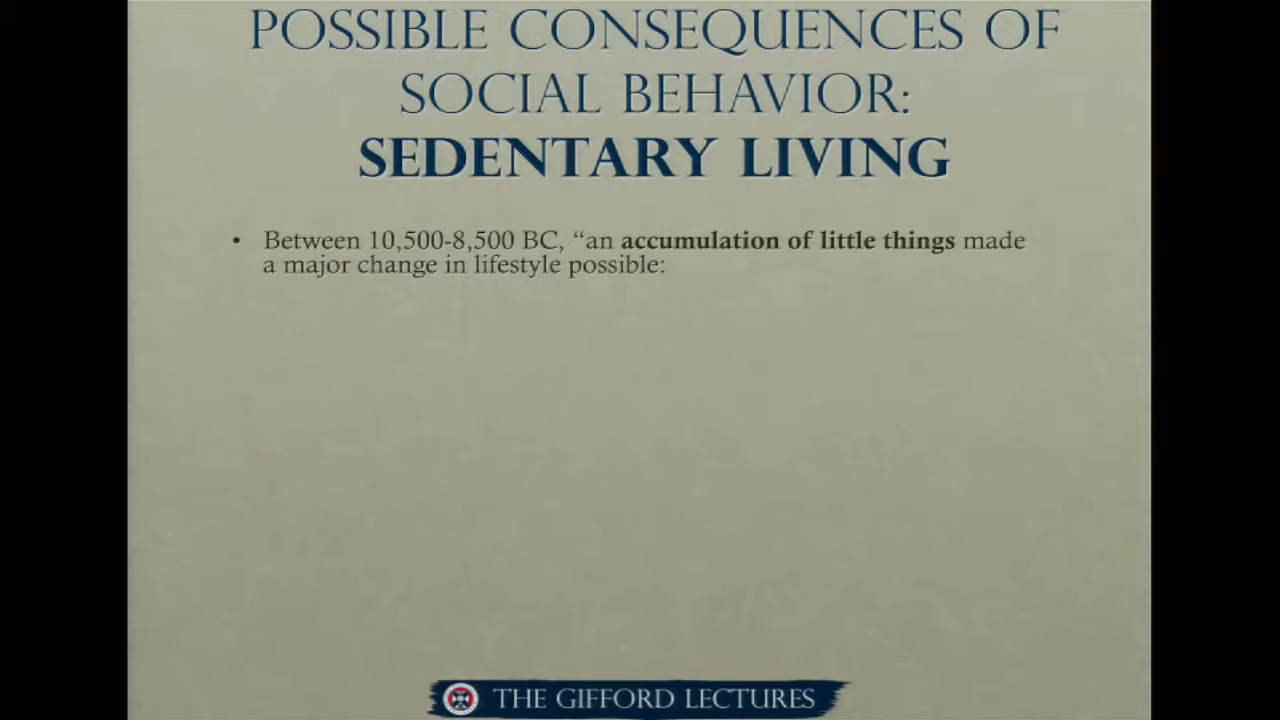 POSSIBLE CONSEQUENCES OF
SOCIAL BEHAVIOR:
SEDENTARY LIVING
• Between 10,500-8,500 BC, “an accumulation of little things made
a major change in lifestyle possible:
THE GIFFORD LECTURES